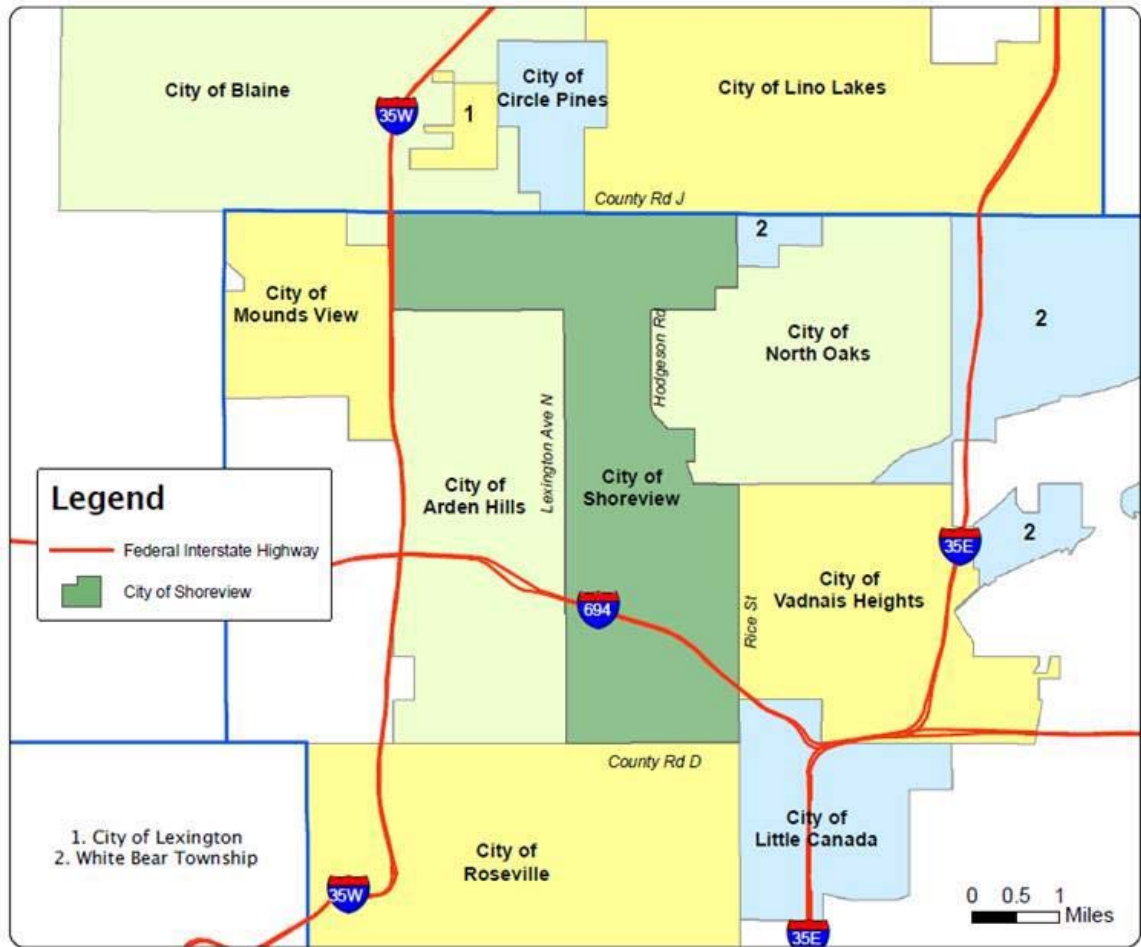 City of Blaine
35W
1
City of
Circle Pines
City of Lino Lakes
County Rd J
2
City of
Mounds View
Hodgeson Rd
City of
North Oaks
2
Lexington Ave N
City of
Arden Hills
City of
Shoreview
Legend
Federal Interstate Highway
City of Shoreview
35E
2
694
Rice St
City of
Vadnais Heights
County Rd D
1. City of Lexington
2. White Bear Township
City of
Roseville
City of
Little Canada
35W
35E
0 0.5 1
Miles